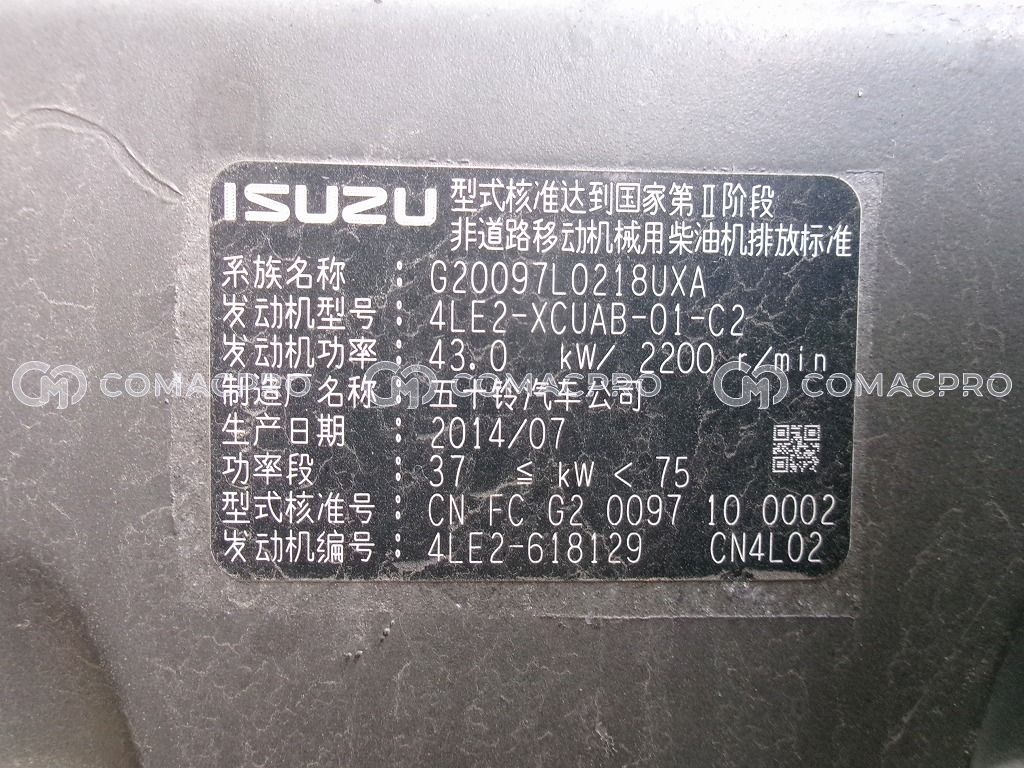 ISUZU 型式核准达到国家第Ⅱ阶段
非道路移动机械用柴油机排放标准
系族名称 : G20097L0218UXA
发动机型号 : 4LE2-XCUAB-01-C2
发动机功率 : 43.0 kW/ 2200 r/min
制造厂名称 : 五十铃汽车公司
生产日期 : 2014/07
功率段 : 37 ≦ kW < 75
型式核准号 : CN FC G2 0097 10 0002
发动机编号 : 4LE2-618129 CN4L02
COMACPRO COMACPRO COMACPRO